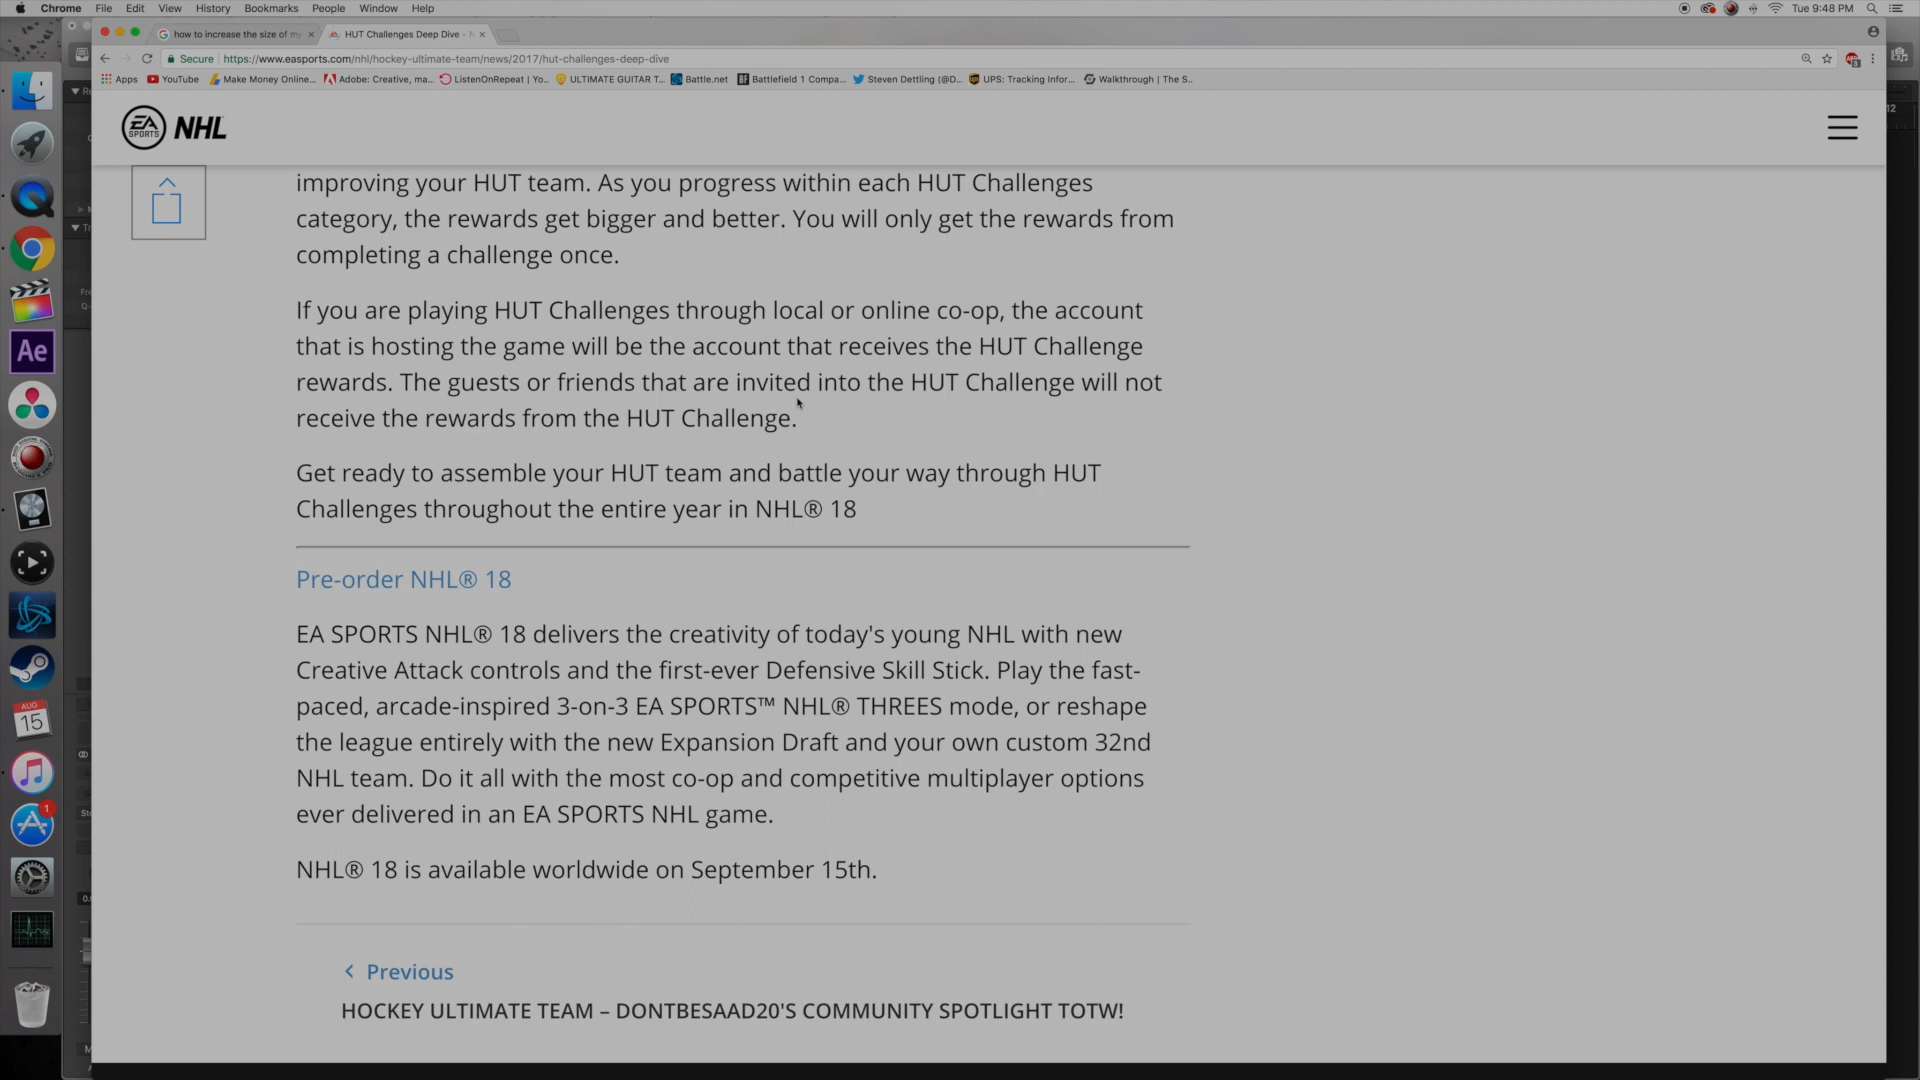 Chrome File Edit View History Bookmarks People Window Help Tue 9:48 PM
how to increase the size of my
HUT Challenges Deep Dive -
Secure https://www.easports.com/nhl/hockey-ultimate-team/news/2017/hut-challenges-deep-dive
Apps YouTube Make Money Online... Adobe: Creative, ma... ListenOnRepeat | Yo... ULTIMATE GUITAR T... Battle.net Battlefield 1 Compa... Steven Dettling (@D... UPS: Tracking Infor... Walkthrough | The S...
EA SPORTS NHL
12
improving your HUT team. As you progress within each HUT Challenges
category, the rewards get bigger and better. You will only get the rewards from
completing a challenge once.
If you are playing HUT Challenges through local or online co-op, the account
that is hosting the game will be the account that receives the HUT Challenge
rewards. The guests or friends that are invited into the HUT Challenge will not
receive the rewards from the HUT Challenge.
Get ready to assemble your HUT team and battle your way through HUT
Challenges throughout the entire year in NHL® 18
Pre-order NHL® 18
EA SPORTS NHL® 18 delivers the creativity of today's young NHL with new
Creative Attack controls and the first-ever Defensive Skill Stick. Play the fast-
paced, arcade-inspired 3-on-3 EA SPORTS™ NHL® THREES mode, or reshape
the league entirely with the new Expansion Draft and your own custom 32nd
NHL team. Do it all with the most co-op and competitive multiplayer options
ever delivered in an EA SPORTS NHL game.
NHL® 18 is available worldwide on September 15th.
Previous
HOCKEY ULTIMATE TEAM – DONTBESAAD20'S COMMUNITY SPOTLIGHT TOTW!
Ae
AUG
15
1